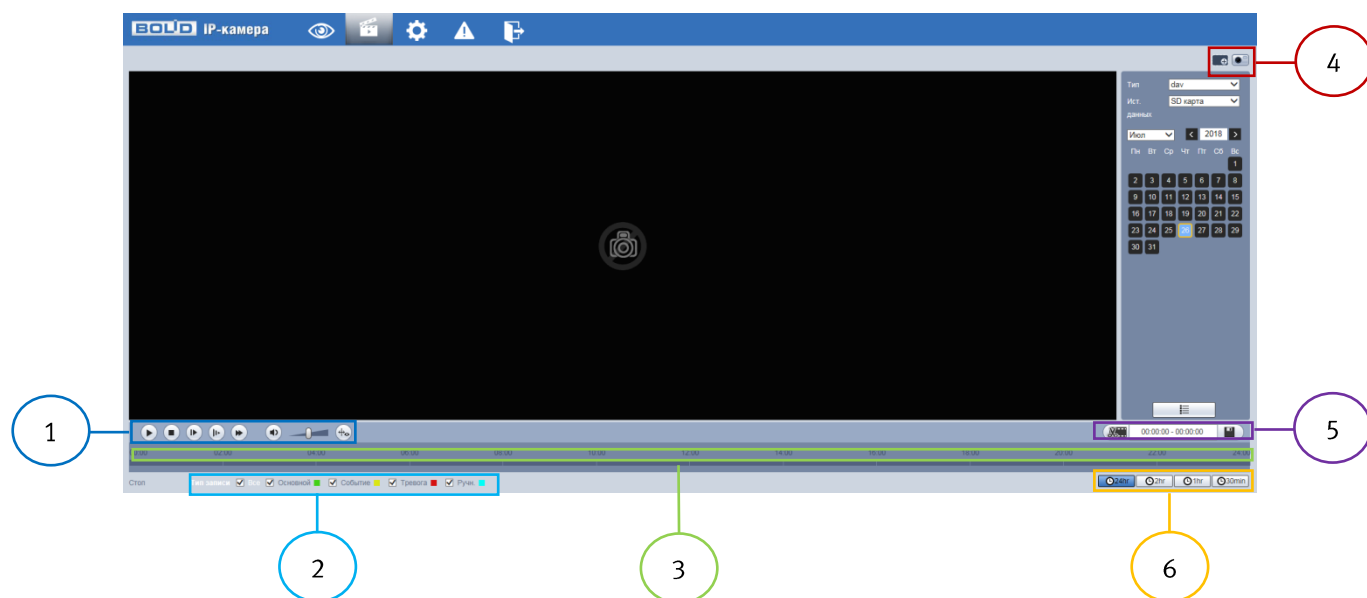 BOLID IP-камера
4
Тип dav
Ист. SD карта
данных
Июл 2018
Пн Вт Ср Чт Пт Сб Вс
1
2 3 4 5 6 7 8
9 10 11 12 13 14 15
16 17 18 19 20 21 22
23 24 25 26 27 28 29
30 31
1
00:00:00 - 00:00:00
5
0:00 02:00 04:00 06:00 08:00 10:00 12:00 14:00 16:00 18:00 20:00 22:00 24:00
Стоп Тип записи Все Основной Событие Тревога Ручн. 24hr 2hr 1hr 30min
2
3
6